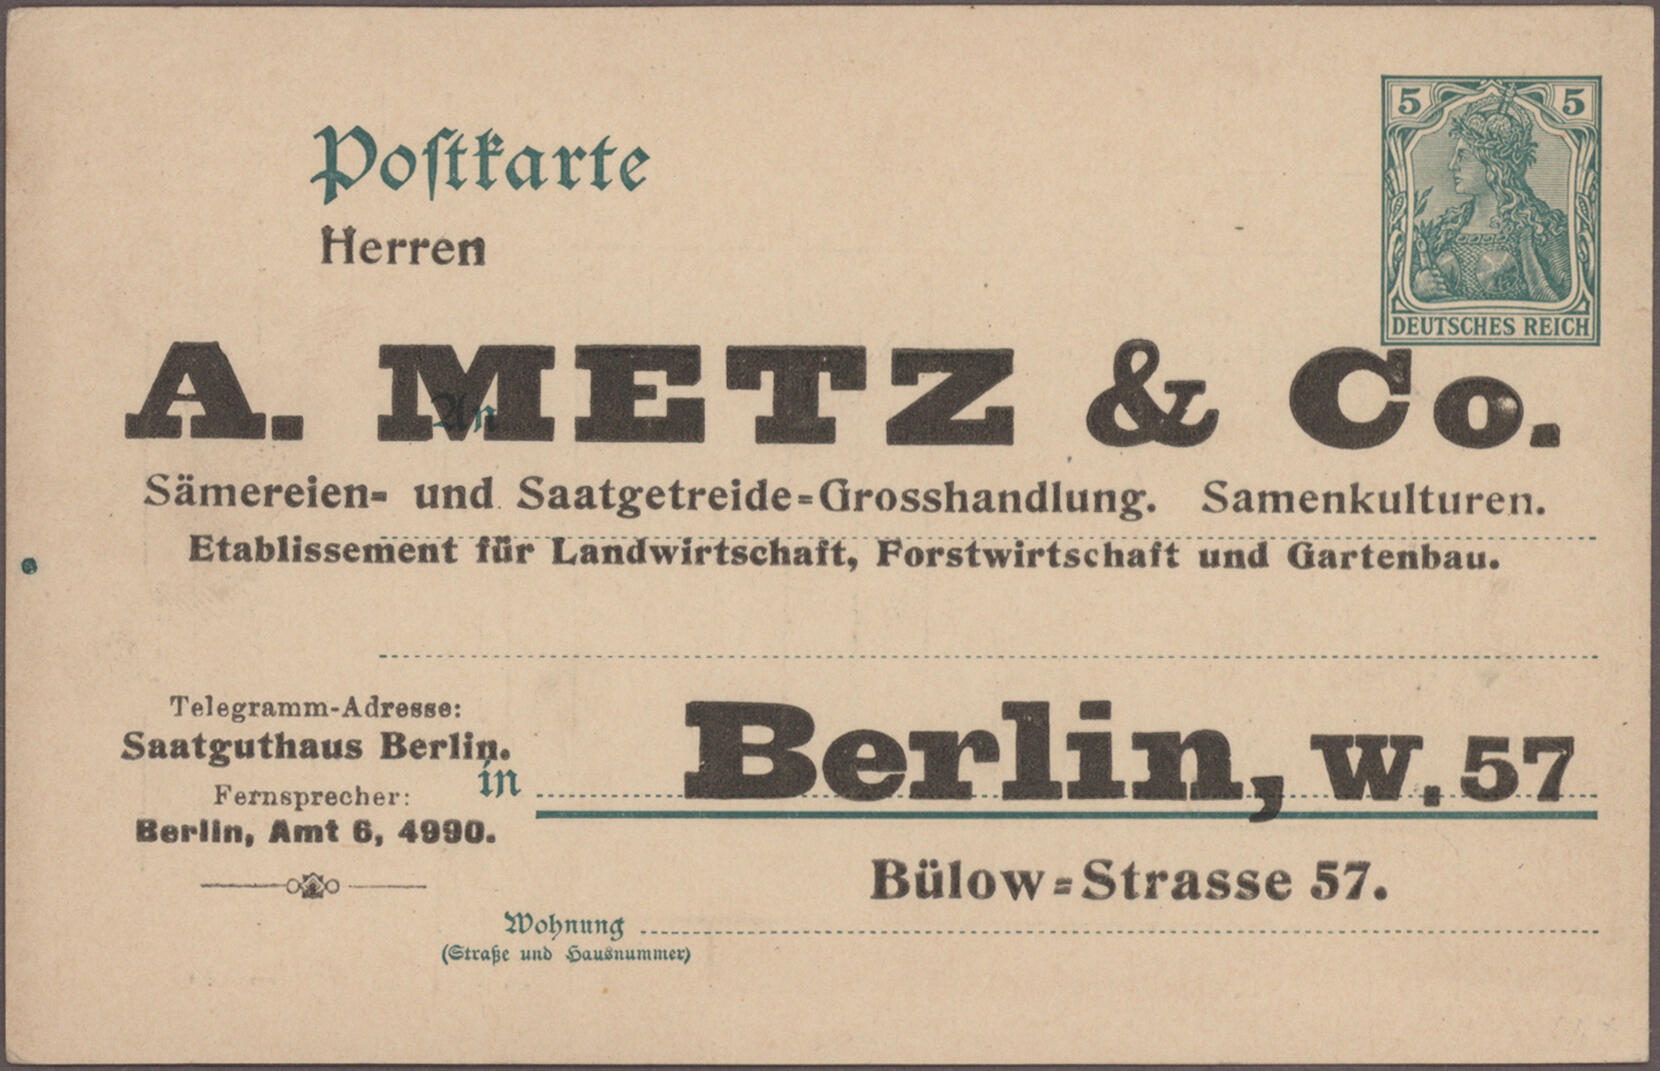 5 5
Postkarte
Herren
DEUTSCHES REICH
A. METZ & Co.
An
Sämereien- und Saatgetreide-Grosshandlung. Samenkulturen.
Etablissement für Landwirtschaft, Forstwirtschaft und Gartenbau.
Telegramm-Adresse:
Saatguthaus Berlin.
in Berlin, W. 57
Fernsprecher:
Berlin, Amt 6, 4990.
Bülow-Strasse 57.
Wohnung
(Straße und Hausnummer)